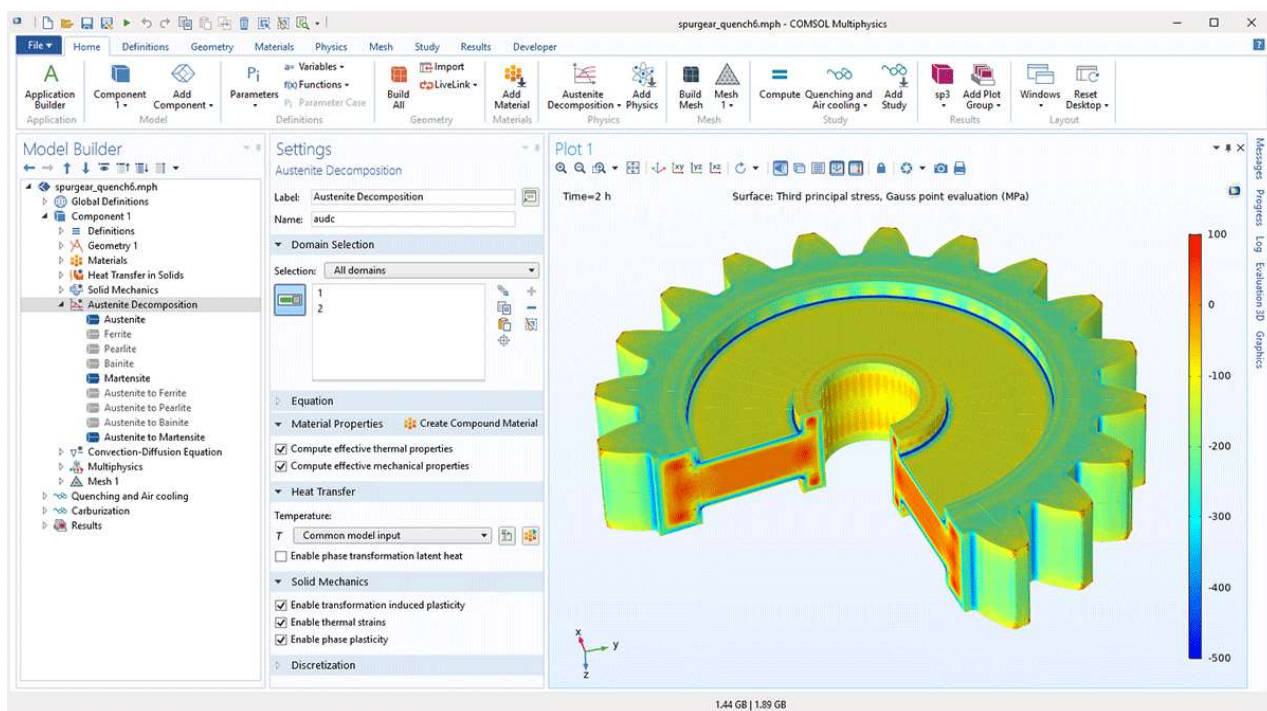 spurgear_quench6.mph - COMSOL Multiphysics
File Home Definitions Geometry Materials Physics Mesh Study Results Developer
Application Builder
Component 1
Add Component
Pi Parameters
a= Variables
f(x) Functions
Pi Parameter Case
Build All
Import
LiveLink
Add Material
Austenite Decomposition
Add Physics
Build Mesh
Mesh 1
Compute
Quenching and Air cooling
Add Study
sp3
Add Plot Group
Windows
Reset Desktop
Application Model Definitions Geometry Materials Physics Mesh Study Results Layout
Model Builder
spurgear_quench6.mph
Global Definitions
Component 1
Definitions
Geometry 1
Materials
Heat Transfer in Solids
Solid Mechanics
Austenite Decomposition
Austenite
Ferrite
Pearlite
Bainite
Martensite
Austenite to Ferrite
Austenite to Pearlite
Austenite to Bainite
Austenite to Martensite
Convection-Diffusion Equation
Multiphysics
Mesh 1
Quenching and Air cooling
Carburization
Results
Settings
Austenite Decomposition
Label: Austenite Decomposition
Name: audc
Domain Selection
Selection: All domains
1
2
Equation
Material Properties Create Compound Material
Compute effective thermal properties
Compute effective mechanical properties
Heat Transfer
Temperature:
T Common model input
Enable phase transformation latent heat
Solid Mechanics
Enable transformation induced plasticity
Enable thermal strains
Enable phase plasticity
Discretization
Plot 1
xy yz xz
Time=2 h Surface: Third principal stress, Gauss point evaluation (MPa)
100
0
-100
-200
-300
-400
-500
x
y
z
Messages Progress Log Evaluation 3D Graphics
1.44 GB | 1.89 GB